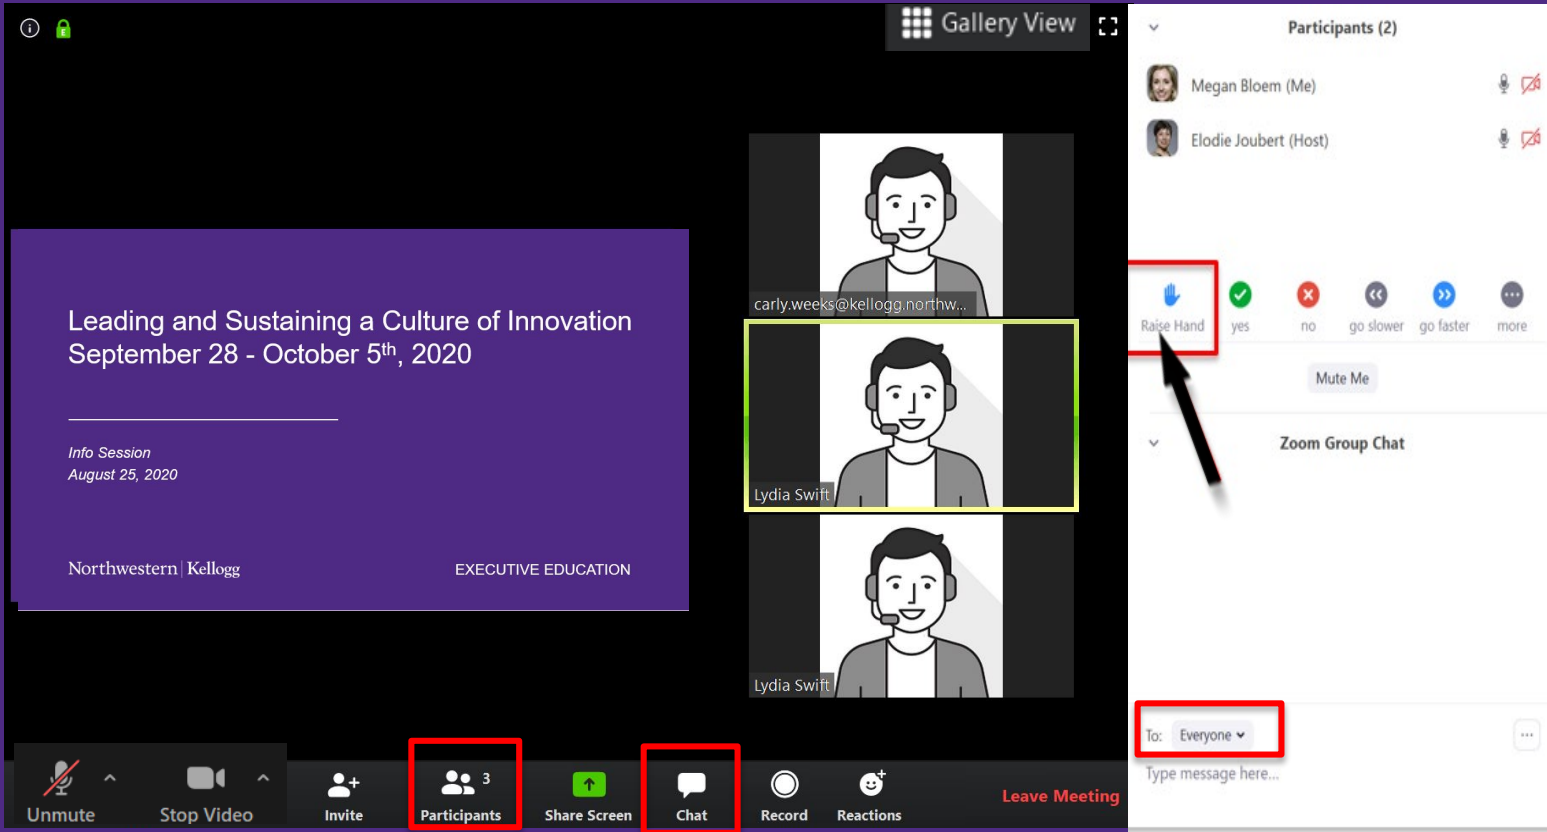 Gallery View
Leading and Sustaining a Culture of Innovation
September 28 - October 5th, 2020
Info Session
August 25, 2020
Northwestern | Kellogg
EXECUTIVE EDUCATION
carly.weeks@kellogg.northw...
Lydia Swift
Lydia Swift
Unmute
Stop Video
Invite
3
Participants
Share Screen
Chat
Record
Reactions
Leave Meeting
Participants (2)
Megan Bloem (Me)
Elodie Joubert (Host)
Raise Hand
yes
no
go slower
go faster
more
Mute Me
Zoom Group Chat
To: Everyone
Type message here...